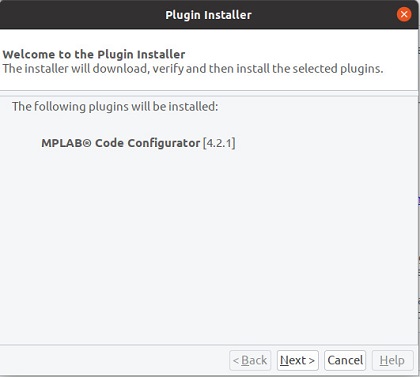 Plugin Installer
Welcome to the Plugin Installer
The installer will download, verify and then install the selected plugins.
The following plugins will be installed:
MPLAB® Code Configurator [4.2.1]
< Back Next > Cancel Help